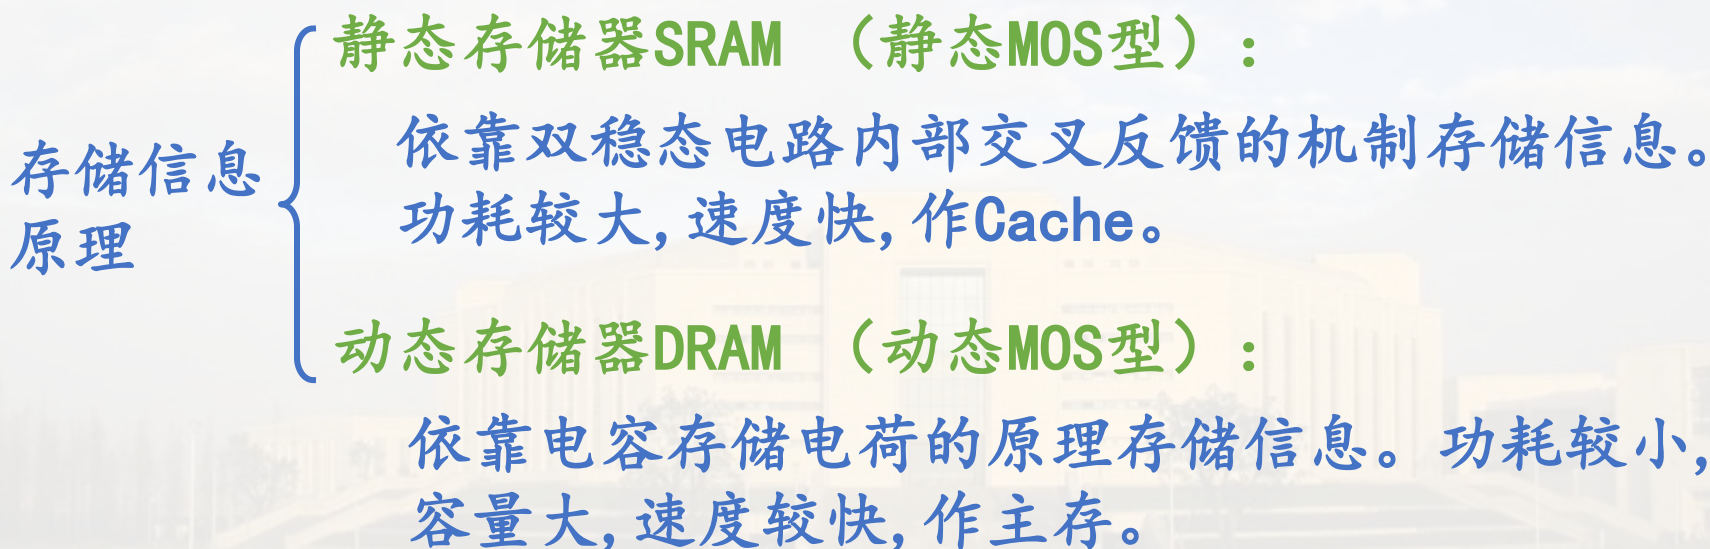 静态存储器SRAM （静态MOS型）：
依靠双稳态电路内部交叉反馈的机制存储信息。
功耗较大,速度快,作Cache。
存储信息
原理
动态存储器DRAM （动态MOS型）：
依靠电容存储电荷的原理存储信息。功耗较小,
容量大,速度较快,作主存。